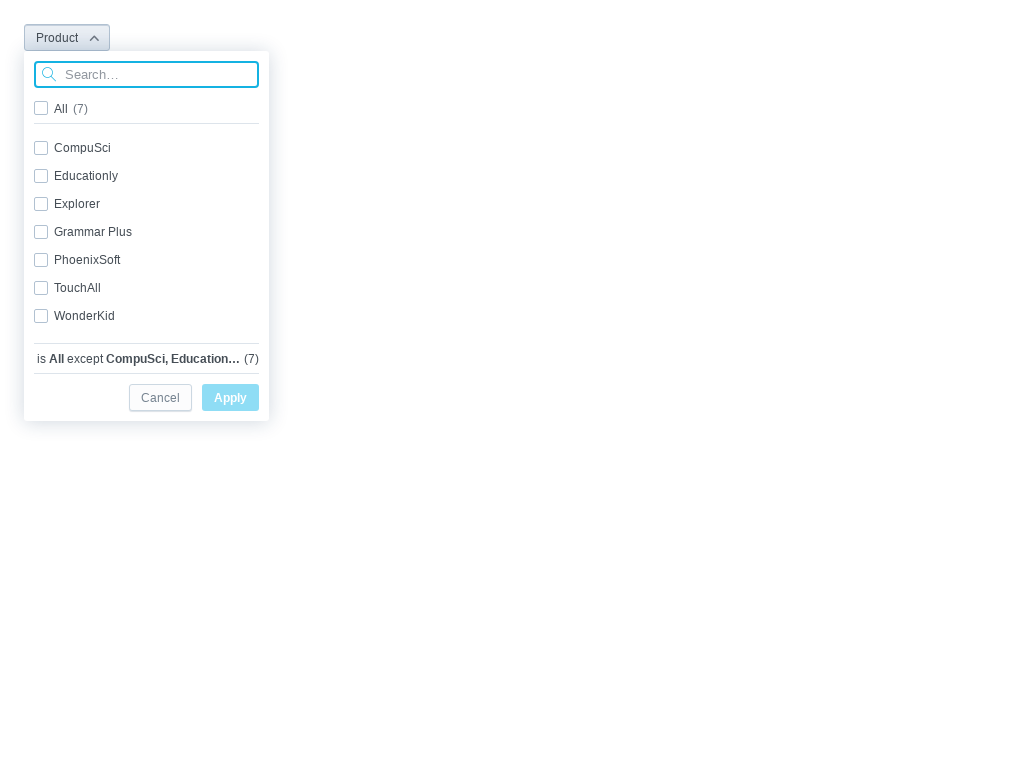 Product
Search…
All (7)
CompuSci
Educationly
Explorer
Grammar Plus
PhoenixSoft
TouchAll
WonderKid
is All except CompuSci, Education… (7)
Cancel Apply